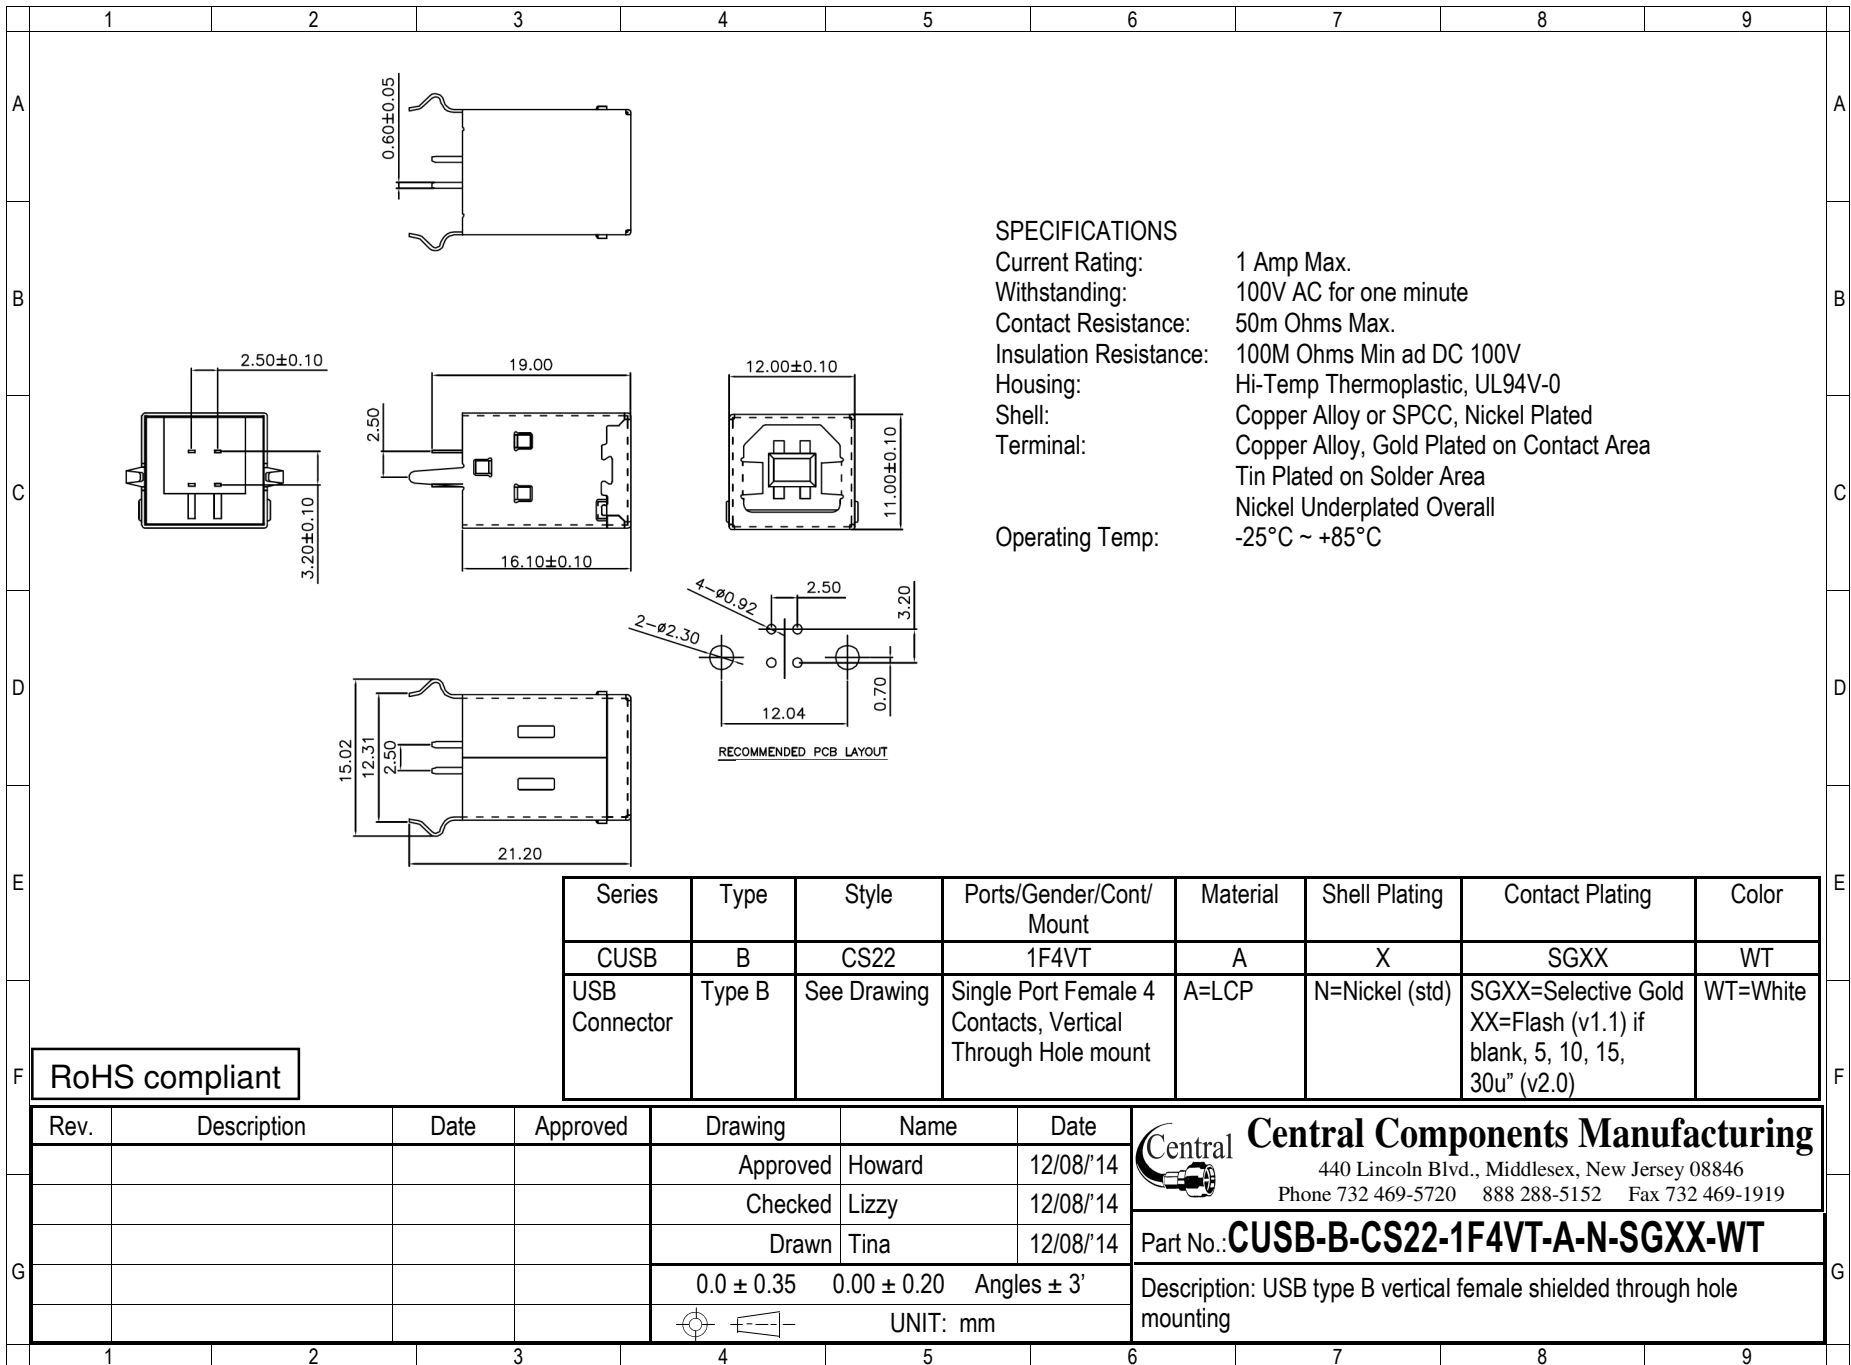 1 2 3 4 5 6 7 8 9
A A
B B
C C
D D
E E
F F
G G
0.60±0.05
2.50±0.10
3.20±0.10
19.00
2.50
16.10±0.10
12.00±0.10
11.00±0.10
4-ø0.92
2-ø2.30
2.50
3.20
0.70
12.04
RECOMMENDED PCB LAYOUT
15.02
12.31
2.50
21.20
SPECIFICATIONS
Current Rating: 1 Amp Max.
Withstanding: 100V AC for one minute
Contact Resistance: 50m Ohms Max.
Insulation Resistance: 100M Ohms Min ad DC 100V
Housing: Hi-Temp Thermoplastic, UL94V-0
Shell: Copper Alloy or SPCC, Nickel Plated
Terminal: Copper Alloy, Gold Plated on Contact Area
Tin Plated on Solder Area
Nickel Underplated Overall
Operating Temp: -25°C ~ +85°C
Series Type Style Ports/Gender/Cont/ Material Shell Plating Contact Plating Color
Mount
CUSB B CS22 1F4VT A X SGXX WT
USB Type B See Drawing Single Port Female 4 A=LCP N=Nickel (std) SGXX=Selective Gold WT=White
Connector Contacts, Vertical XX=Flash (v1.1) if
Through Hole mount blank, 5, 10, 15,
30u” (v2.0)
RoHS compliant
Rev. Description Date Approved
Drawing Name Date
Approved Howard 12/08/’14
Checked Lizzy 12/08/’14
Drawn Tina 12/08/’14
0.0 ± 0.35 0.00 ± 0.20 Angles ± 3’
UNIT: mm
Central
Central Components Manufacturing
440 Lincoln Blvd., Middlesex, New Jersey 08846
Phone 732 469-5720 888 288-5152 Fax 732 469-1919
Part No.:CUSB-B-CS22-1F4VT-A-N-SGXX-WT
Description: USB type B vertical female shielded through hole
mounting
1 2 3 4 5 6 7 8 9